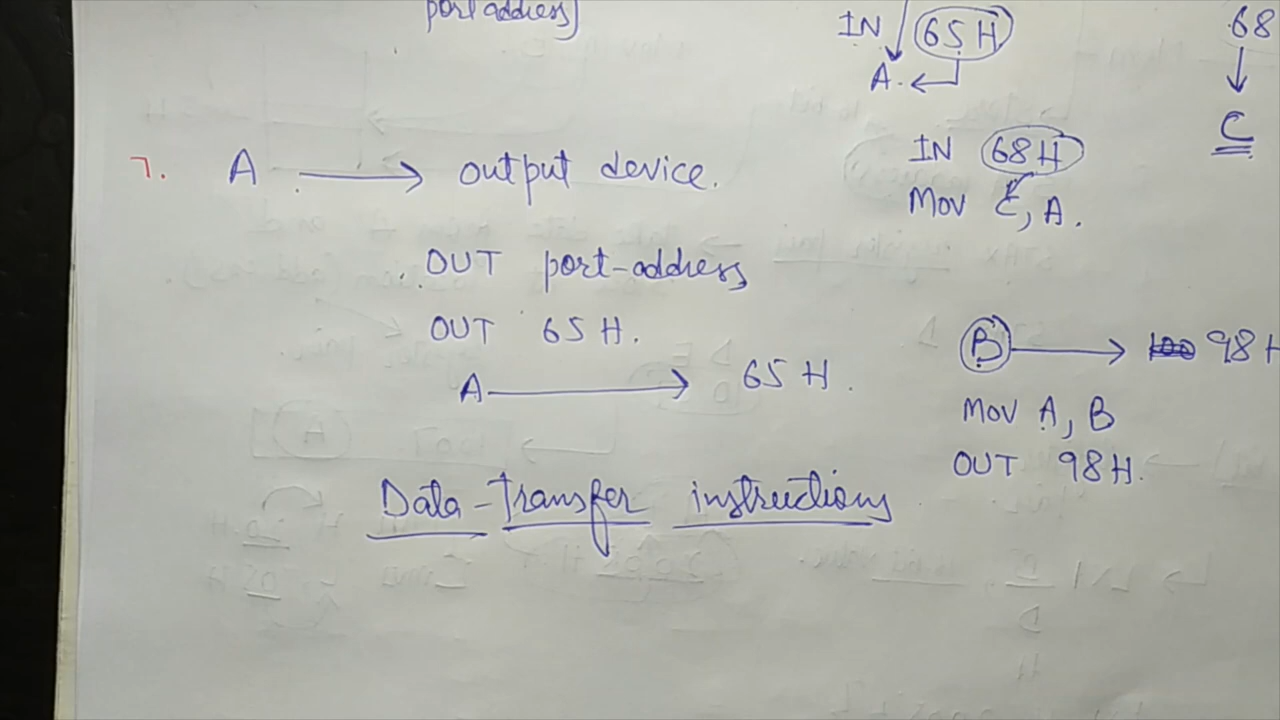 port address)
IN 65H
A
68
C
IN 68H
Mov C, A.
7. A → output device.
OUT port-address
OUT 65H.
A → 65H.
B → 98H
Mov A, B
OUT 98H.
Data-Transfer instructions